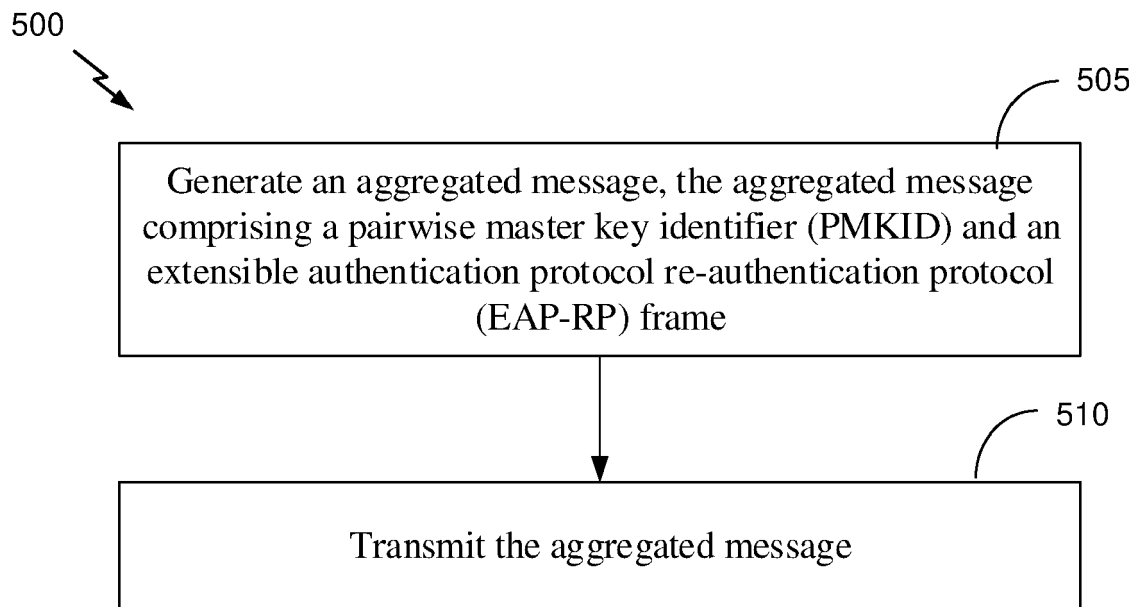 500
505
Generate an aggregated message, the aggregated message
comprising a pairwise master key identifier (PMKID) and an
extensible authentication protocol re-authentication protocol
(EAP-RP) frame
510
Transmit the aggregated message